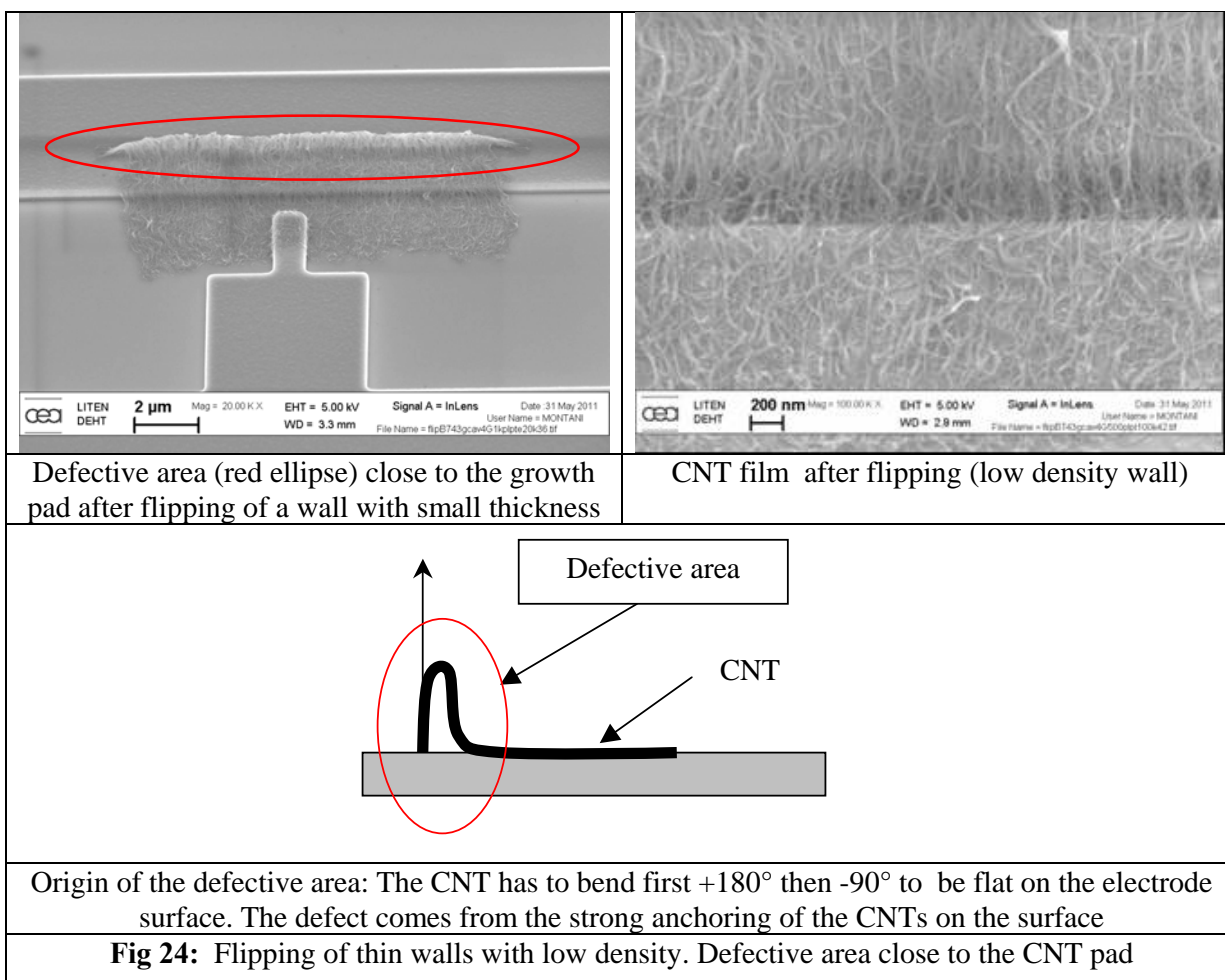 cea LITEN DEHT 2 µm Mag = 20.00 K X EHT = 5.00 kV WD = 3.3 mm Signal A = InLens Date :31 May 2011
User Name = MONTANI
200 nm Mag = 100.00 K X EHT = 5.00 kV WD = 2.9 mm Signal A = InLens Date :31 May 2011
User Name = MONTANI
cea LITEN DEHT
Defective area (red ellipse) close to the growth
pad after flipping of a wall with small thickness
CNT film after flipping (low density wall)
Defective area
CNT
Origin of the defective area: The CNT has to bend first +180° then -90° to be flat on the electrode
surface. The defect comes from the strong anchoring of the CNTs on the surface
Fig 24: Flipping of thin walls with low density. Defective area close to the CNT pad